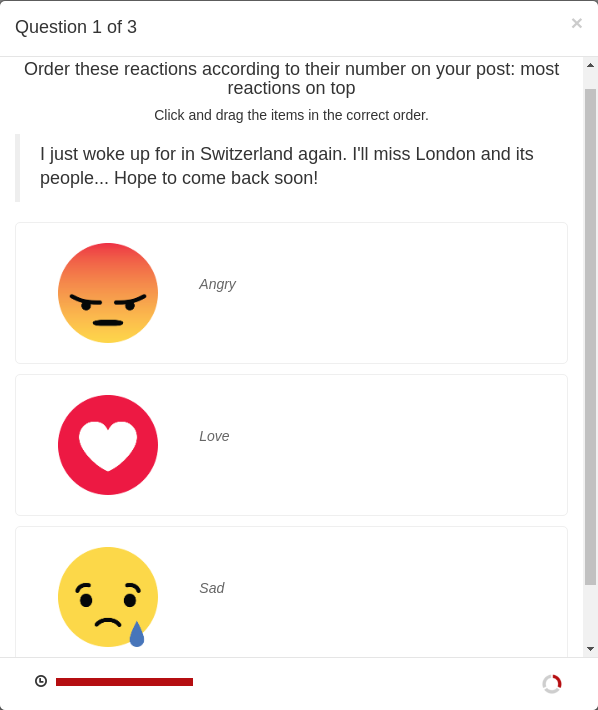 Question 1 of 3
×
Order these reactions according to their number on your post: most
reactions on top
Click and drag the items in the correct order.
I just woke up for in Switzerland again. I'll miss London and its
people... Hope to come back soon!
Angry
Love
Sad